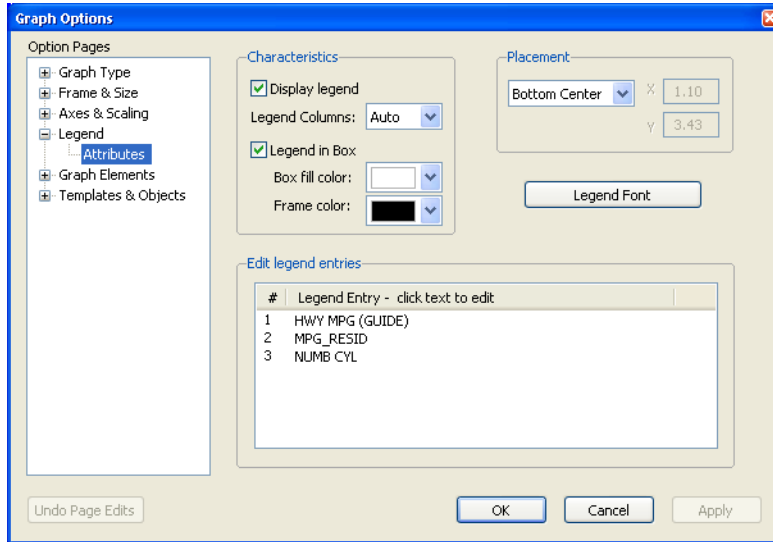 Graph Options
Option Pages
Graph Type
Frame & Size
Axes & Scaling
Legend
Attributes
Graph Elements
Templates & Objects
Characteristics
Display legend
Legend Columns: Auto
Legend in Box
Box fill color:
Frame color:
Placement
Bottom Center X 1.10
Y 3.43
Legend Font
Edit legend entries
# Legend Entry - click text to edit
1 HWY MPG (GUIDE)
2 MPG_RESID
3 NUMB CYL
Undo Page Edits OK Cancel Apply